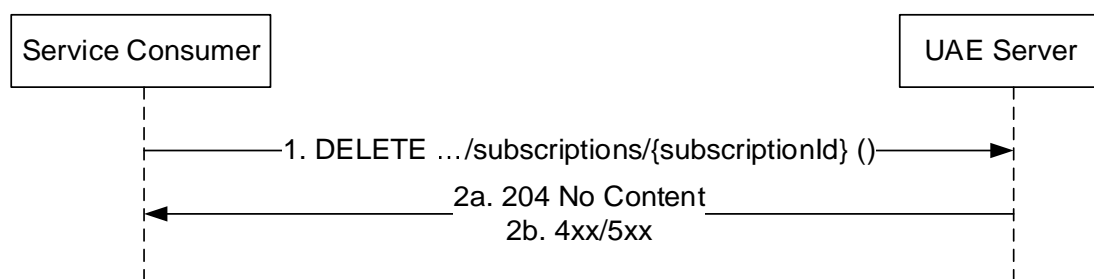 Service Consumer
UAE Server
1. DELETE …/subscriptions/{subscriptionId} ()
2a. 204 No Content
2b. 4xx/5xx